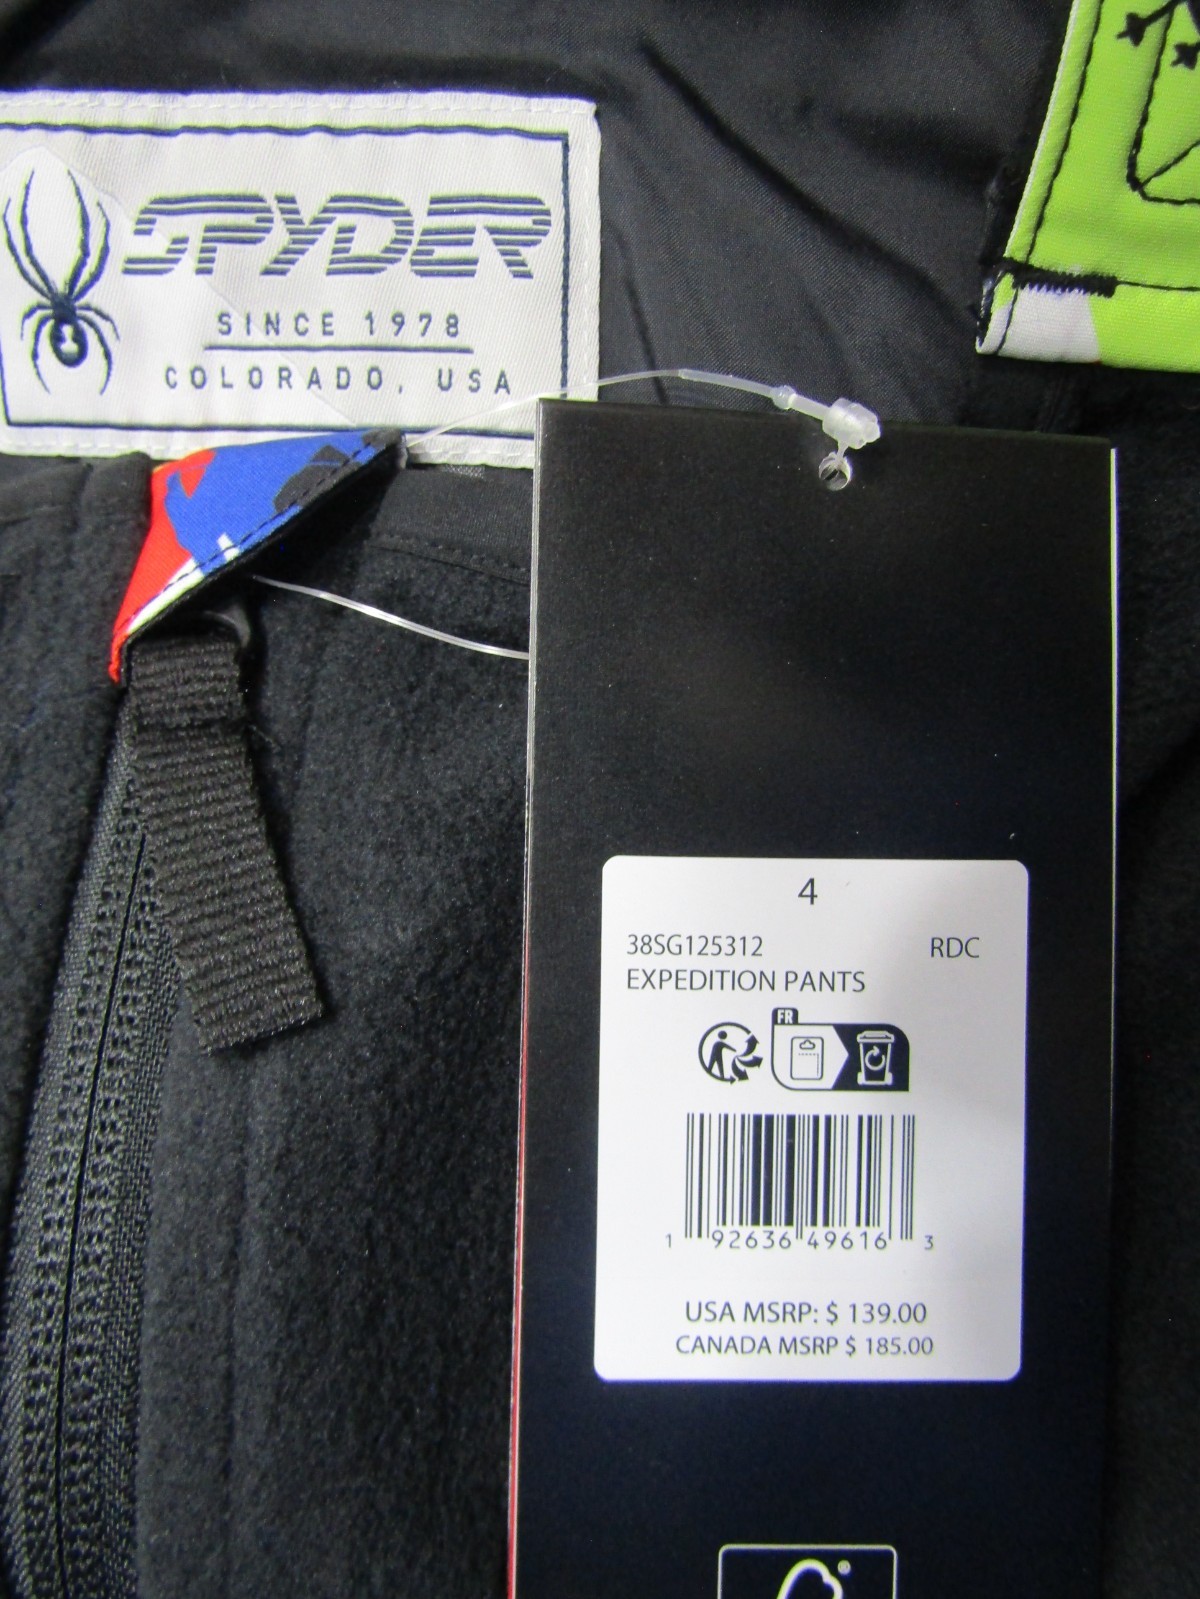 SPYDER
SINCE 1978
COLORADO, USA
4
38SG125312 RDC
EXPEDITION PANTS
FR
1 92636 49616 3
USA MSRP: $ 139.00
CANADA MSRP $ 185.00
®